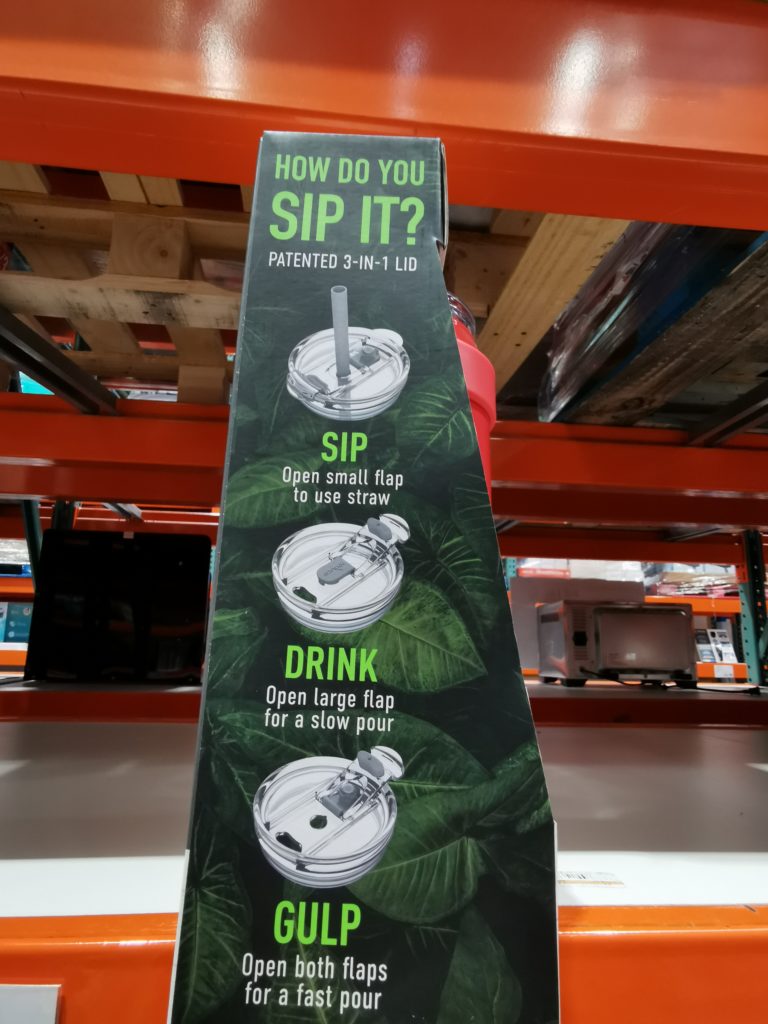 HOW DO YOU
SIP IT?
PATENTED 3-IN-1 LID
SIP
Open small flap
to use straw
DRINK
Open large flap
for a slow pour
GULP
Open both flaps
for a fast pour